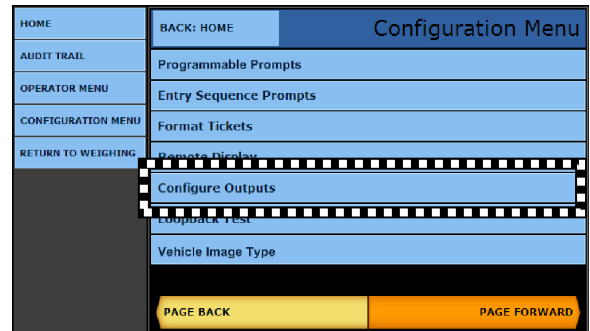 HOME
AUDIT TRAIL
OPERATOR MENU
CONFIGURATION MENU
RETURN TO WEIGHING
BACK: HOME
Configuration Menu
Programmable Prompts
Entry Sequence Prompts
Format Tickets
Remote Display
Configure Outputs
Loopback Test
Vehicle Image Type
PAGE BACK
PAGE FORWARD